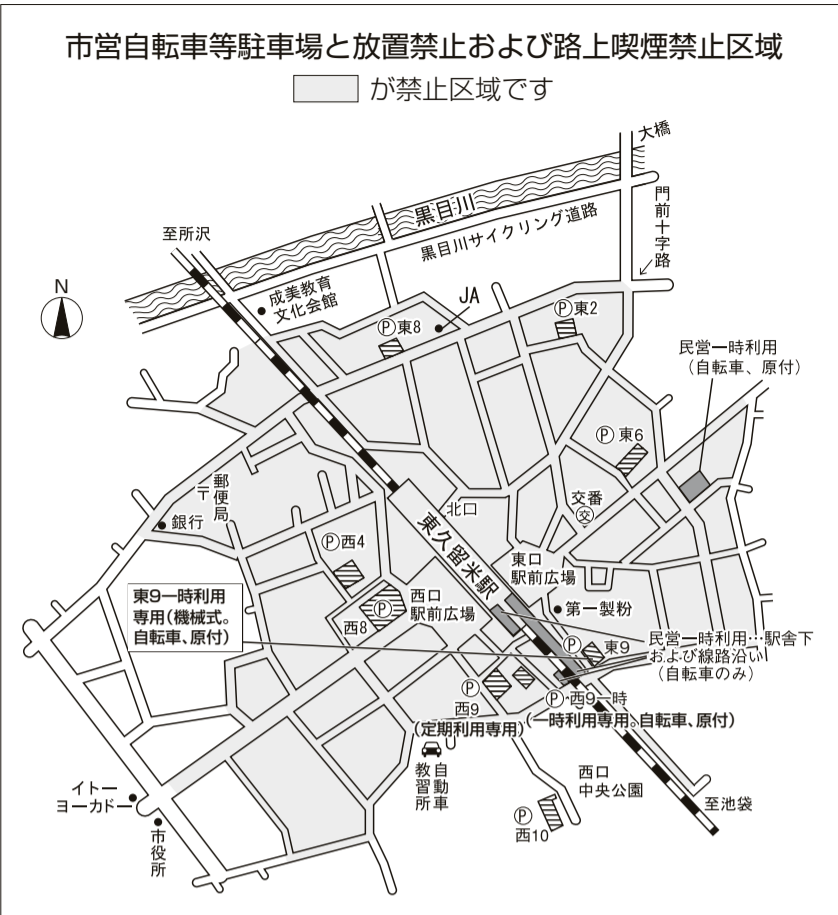 市営自転車等駐車場と放置禁止および路上喫煙禁止区域
が禁止区域です
大橋
黒目川
門前十字路
至所沢
黒目川サイクリング道路
N
成美教育
文化会館
JA
Ⓟ東8
Ⓟ東2
民営一時利用
(自転車、原付)
Ⓟ東6
郵便局
〒
銀行
北口
交番
交
東久留米駅
Ⓟ西4
東口
駅前広場
東9一時利用
専用(機械式。
自転車、原付)
Ⓟ
西8
西口
駅前広場
第一製粉
Ⓟ東9
民営一時利用…駅舎下
および線路沿い
(自転車のみ)
Ⓟ
西9
(定期利用専用)
Ⓟ西9一時
(一時利用専用。自転車、原付)
自動車
教習所
西口
中央公園
イトー
ヨーカドー
市役所
至池袋
Ⓟ
西10